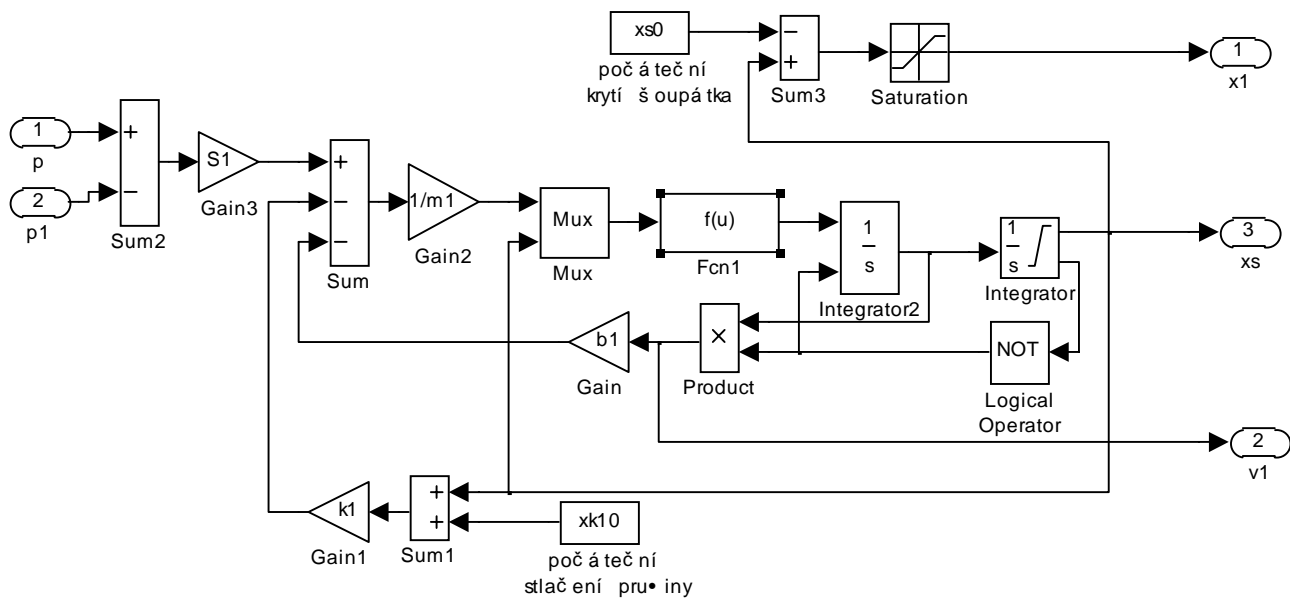 xs0
−
+
poč á teč ní
krytí š oupá tka
Sum3
Saturation
1
x1
1
p
+
−
2
p1
Sum2
S1
Gain3
+
−
−
Sum
1/m1
Gain2
Mux
Mux
f(u)
Fcn1
1
s
Integrator2
1
s
Integrator
3
xs
b1
Gain
×
Product
NOT
Logical
Operator
2
v1
k1
Gain1
+
+
Sum1
xk10
poč á teč ní
stlač ení pru• iny